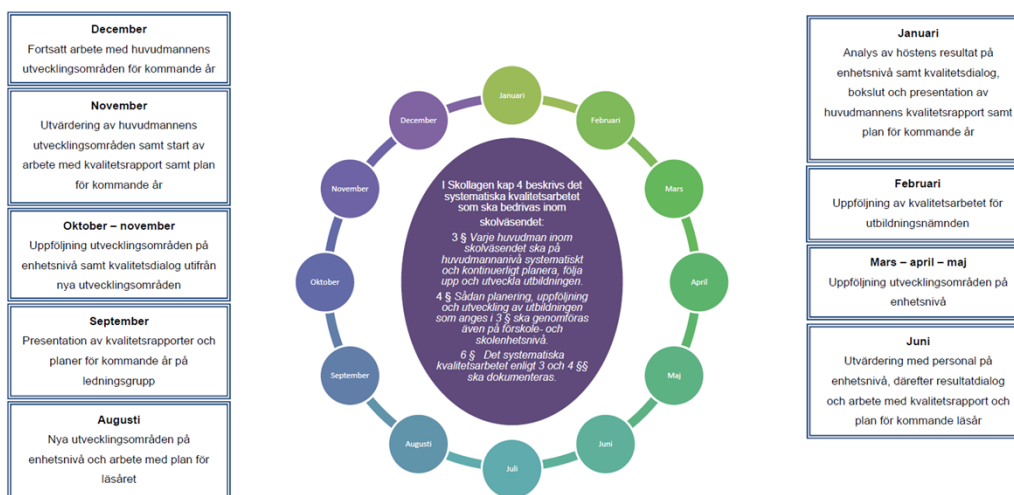 December
Fortsatt arbete med huvudmannens
utvecklingsområden för kommande år
November
Utvärdering av huvudmannens
utvecklingsområden samt start av
arbete med kvalitetsrapport samt plan
för kommande år
Oktober – november
Uppföljning utvecklingsområden på
enhetsnivå samt kvalitetsdialog utifrån
nya utvecklingsområden
September
Presentation av kvalitetsrapporter och
planer för kommande år på
ledningsgrupp
Augusti
Nya utvecklingsområden på
enhetsnivå och arbete med plan för
läsåret
Januari
Februari
Mars
April
Maj
Juni
Juli
Augusti
September
Oktober
November
December
I Skollagen kap 4 beskrivs det
systematiska kvalitetsarbetet
som ska bedrivas inom
skolväsendet:
3 § Varje huvudman inom
skolväsendet ska på
huvudmannanivå systematiskt
och kontinuerligt planera, följa
upp och utveckla utbildningen.
4 § Sådan planering, uppföljning
och utveckling av utbildningen
som anges i 3 § ska genomföras
även på förskole- och
skolenhetsnivå.
6 § Det systematiska
kvalitetsarbetet enligt 3 och 4 §§
ska dokumenteras.
Januari
Analys av höstens resultat på
enhetsnivå samt kvalitetsdialog,
bokslut och presentation av
huvudmannens kvalitetsrapport samt
plan för kommande år
Februari
Uppföljning av kvalitetsarbetet för
utbildningsnämnden
Mars – april – maj
Uppföljning utvecklingsområden på
enhetsnivå
Juni
Utvärdering med personal på
enhetsnivå, därefter resultatdialog
och arbete med kvalitetsrapport och
plan för kommande läsår